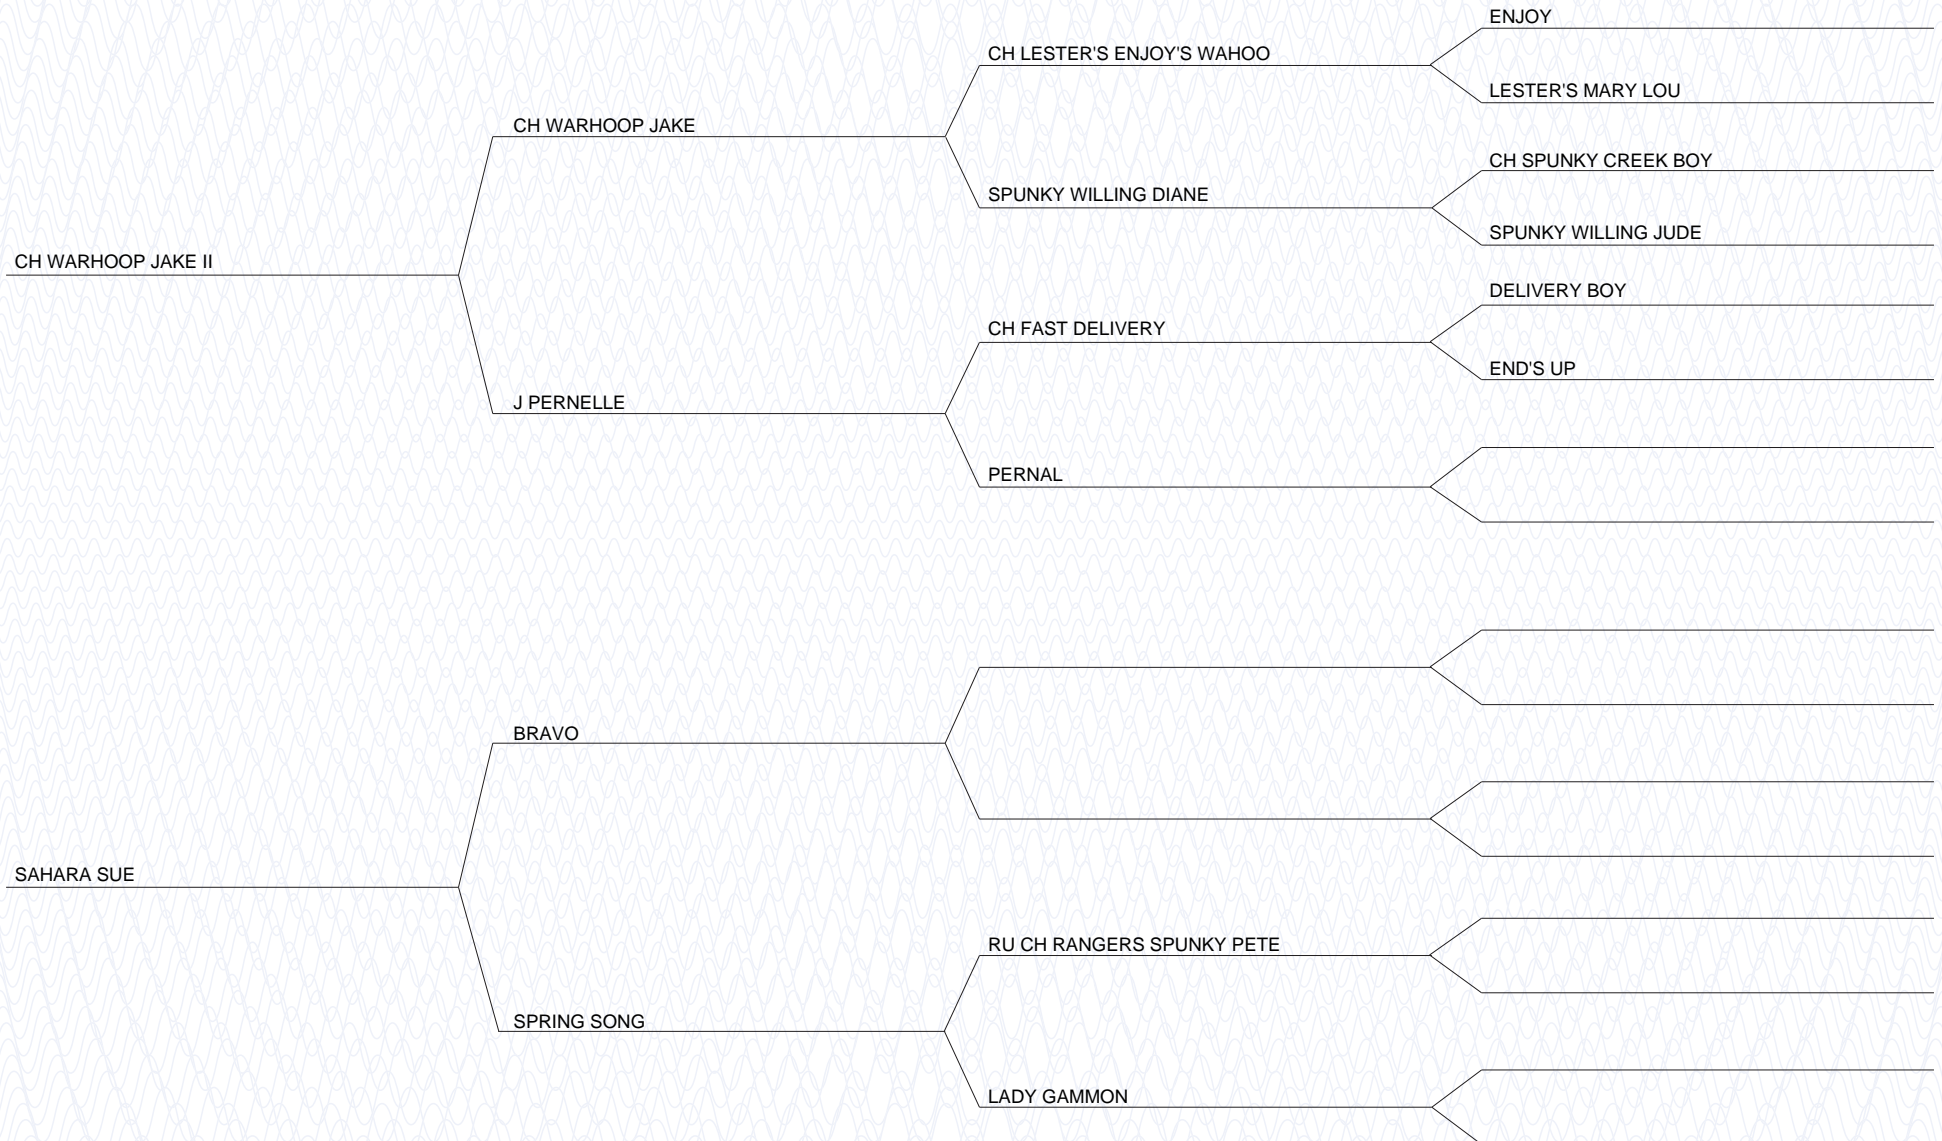 ENJOY
CH LESTER'S ENJOY'S WAHOO
LESTER'S MARY LOU
CH WARHOOP JAKE
CH SPUNKY CREEK BOY
SPUNKY WILLING DIANE
SPUNKY WILLING JUDE
CH WARHOOP JAKE II
DELIVERY BOY
CH FAST DELIVERY
END'S UP
J PERNELLE
PERNAL
BRAVO
SAHARA SUE
RU CH RANGERS SPUNKY PETE
SPRING SONG
LADY GAMMON